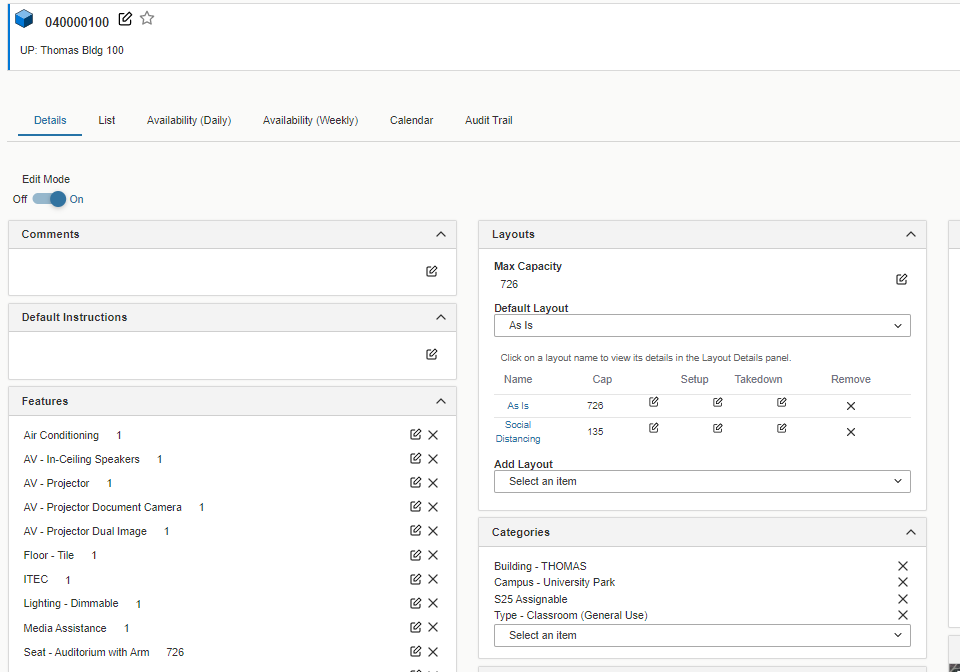 040000100
UP: Thomas Bldg 100
Details List Availability (Daily) Availability (Weekly) Calendar Audit Trail
Edit Mode
Off On
Comments
Default Instructions
Features
Air Conditioning 1
AV - In-Ceiling Speakers 1
AV - Projector 1
AV - Projector Document Camera 1
AV - Projector Dual Image 1
Floor - Tile 1
ITEC 1
Lighting - Dimmable 1
Media Assistance 1
Seat - Auditorium with Arm 726
Layouts
Max Capacity
726
Default Layout
As Is
Click on a layout name to view its details in the Layout Details panel.
Name Cap Setup Takedown Remove
As Is 726
Social
Distancing 135
Add Layout
Select an item
Categories
Building - THOMAS
Campus - University Park
S25 Assignable
Type - Classroom (General Use)
Select an item